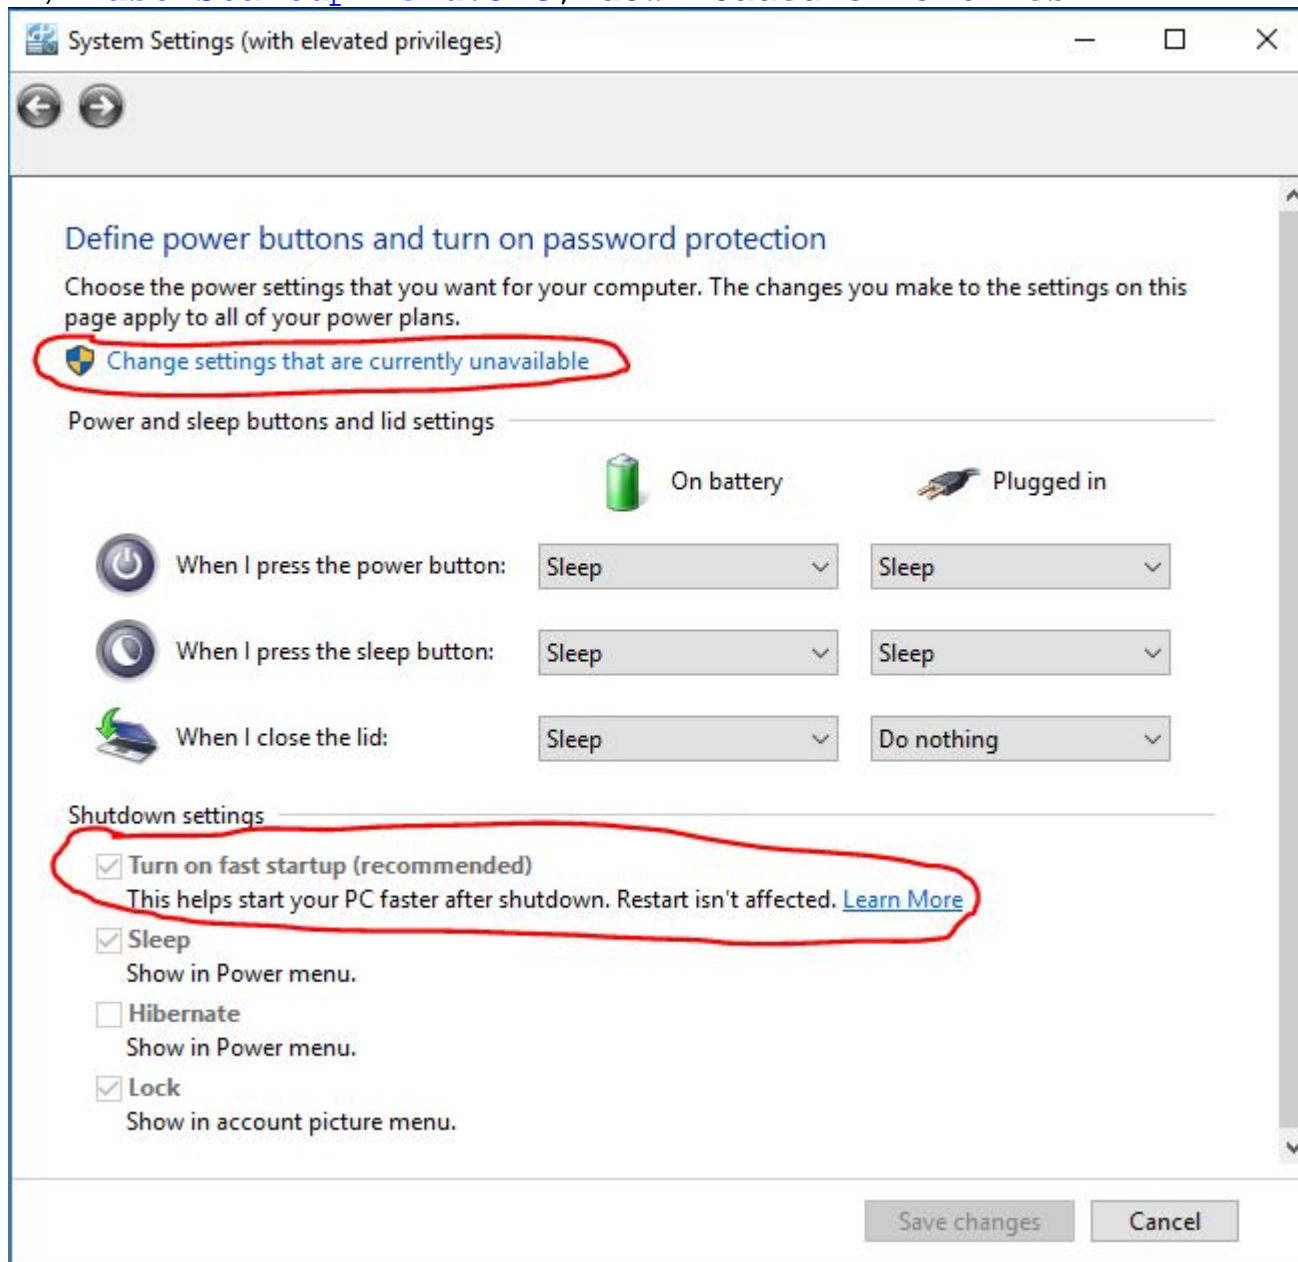 System Settings (with elevated privileges)
Define power buttons and turn on password protection
Choose the power settings that you want for your computer. The changes you make to the settings on this
page apply to all of your power plans.
Change settings that are currently unavailable
Power and sleep buttons and lid settings
On battery Plugged in
When I press the power button: Sleep Sleep
When I press the sleep button: Sleep Sleep
When I close the lid: Sleep Do nothing
Shutdown settings
Turn on fast startup (recommended)
This helps start your PC faster after shutdown. Restart isn't affected. Learn More
Sleep
Show in Power menu.
Hibernate
Show in Power menu.
Lock
Show in account picture menu.
Save changes Cancel